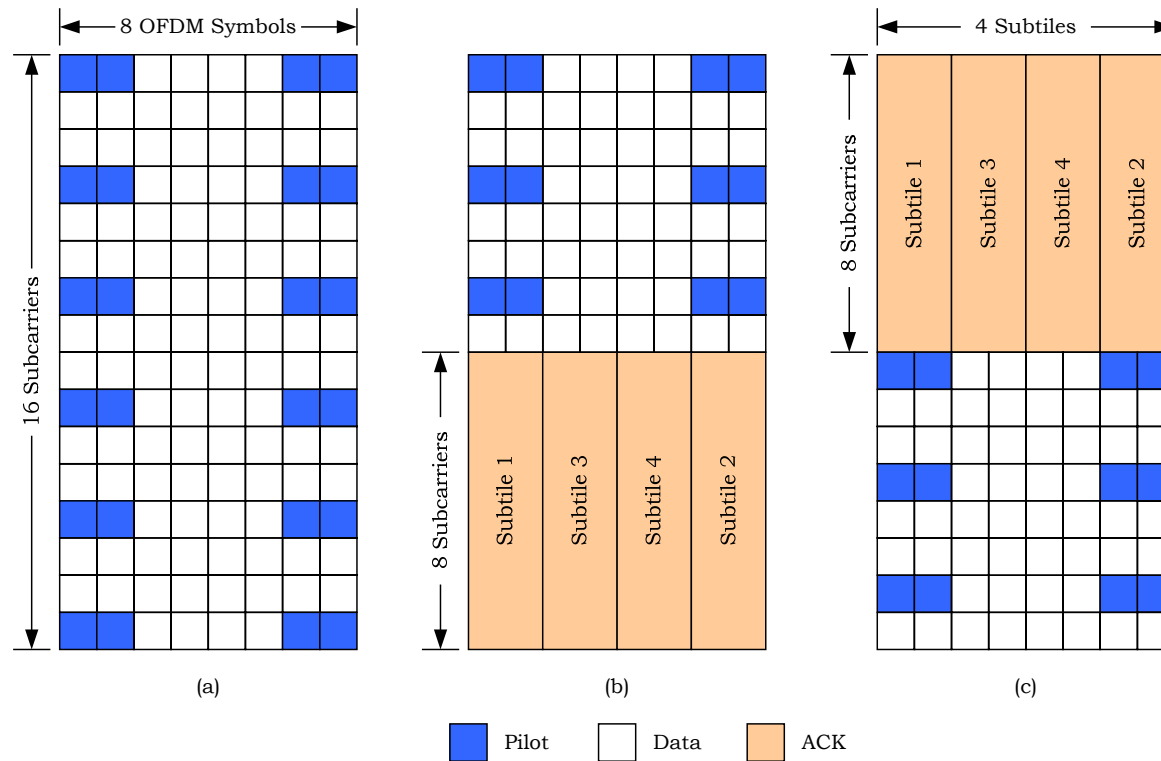 8 OFDM Symbols
16 Subcarriers
(a)
8 Subcarriers
Subtile 1
Subtile 3
Subtile 4
Subtile 2
(b)
4 Subtiles
8 Subcarriers
Subtile 1
Subtile 3
Subtile 4
Subtile 2
(c)
Pilot
Data
ACK